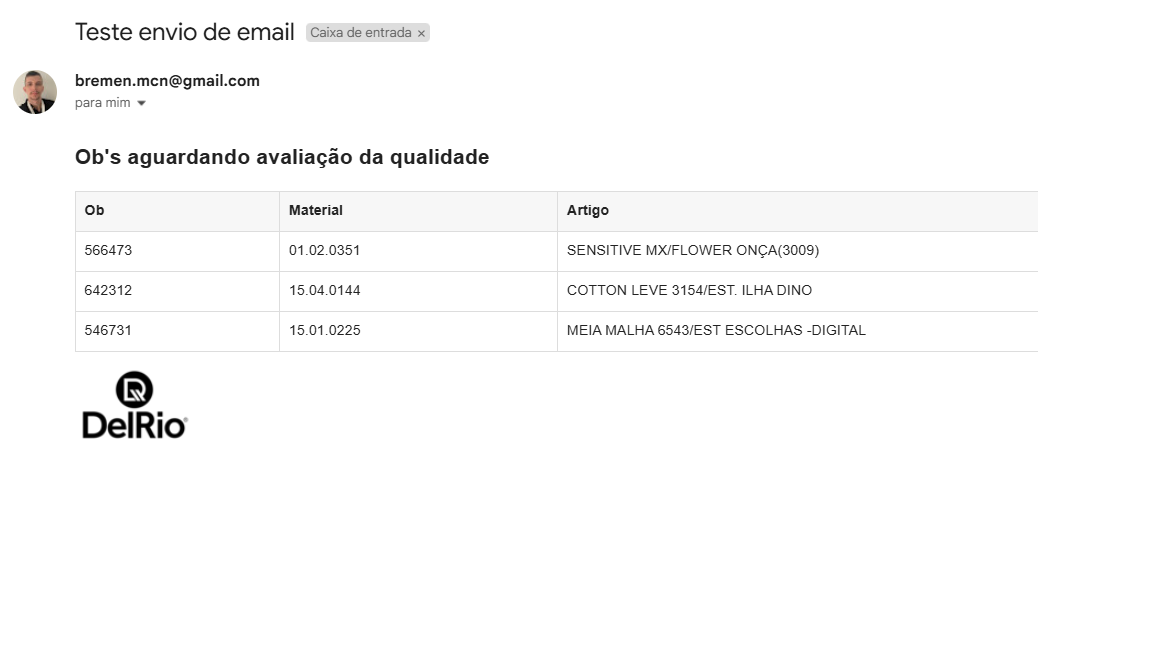 Teste envio de email Caixa de entrada ×
bremen.mcn@gmail.com
para mim
Ob's aguardando avaliação da qualidade
Ob Material Artigo
566473 01.02.0351 SENSITIVE MX/FLOWER ONÇA(3009)
642312 15.04.0144 COTTON LEVE 3154/EST. ILHA DINO
546731 15.01.0225 MEIA MALHA 6543/EST ESCOLHAS -DIGITAL
DelRio®